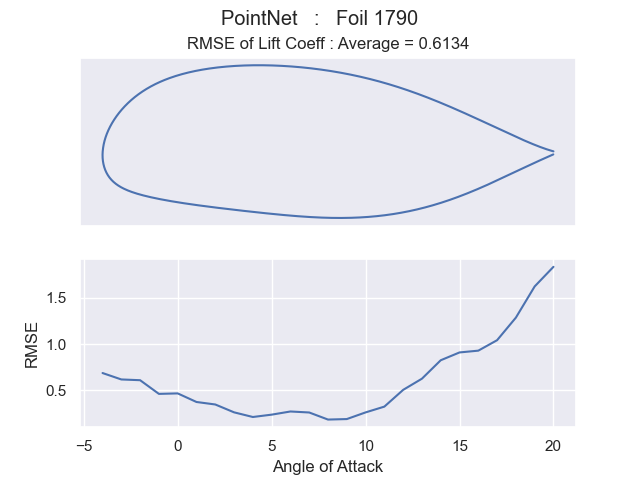 PointNet : Foil 1790
RMSE of Lift Coeff : Average = 0.6134
1.5
1.0
0.5
RMSE
−5 0 5 10 15 20
Angle of Attack